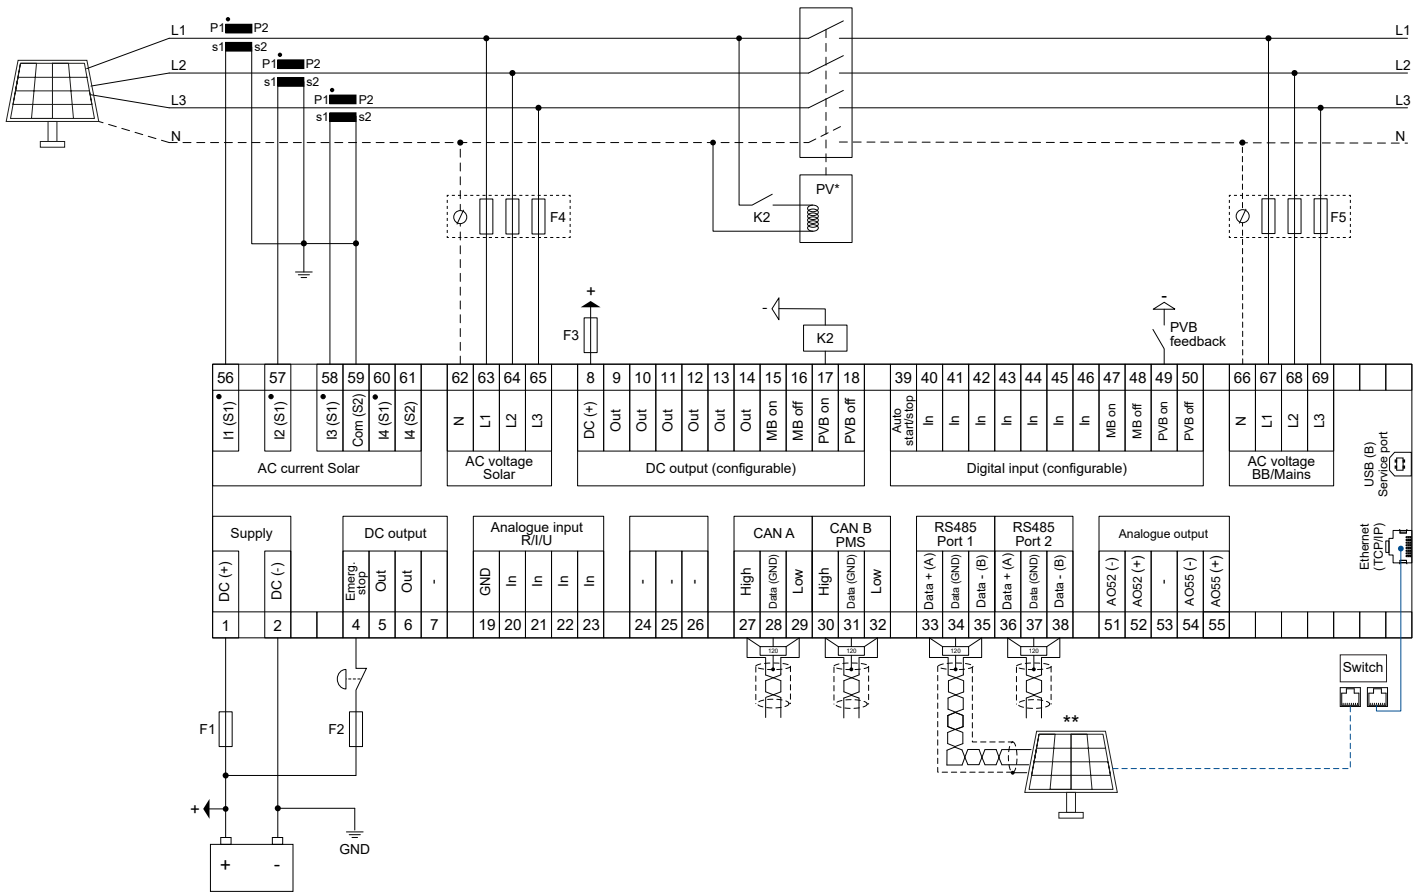 L1 P1 P2 L1
s1 s2
P1 P2
L2 L2
s1 s2
P1 P2
L3 L3
s1 s2
N N
PV*
K2
F4 F5
+
F3
-
K2
-
PVB
feedback
56 57 58 59 60 61 62 63 64 65 8 9 10 11 12 13 14 15 16 17 18 39 40 41 42 43 44 45 46 47 48 49 50 66 67 68 69
I1 (S1)
I2 (S1)
I3 (S1)
Com (S2)
I4 (S1)
I4 (S2)
N
L1
L2
L3
DC (+)
Out
Out
Out
Out
Out
Out
MB on
MB off
PVB on
PVB off
Auto
start/stop
In
In
In
In
In
In
In
MB on
MB off
PVB on
PVB off
N
L1
L2
L3
AC current Solar
AC voltage
Solar
DC output (configurable)
Digital input (configurable)
AC voltage
BB/Mains
USB (B)
Service port
Ethernet
(TCP/IP)
Supply
DC output
Analogue input
R/I/U
CAN A
CAN B
PMS
RS485
Port 1
RS485
Port 2
Analogue output
DC (+)
DC (-)
Emerg.
stop
Out
Out
-
GND
In
In
In
In
-
-
-
High
Data (GND)
Low
High
Data (GND)
Low
Data + (A)
Data (GND)
Data - (B)
Data + (A)
Data (GND)
Data - (B)
AO52 (-)
AO52 (+)
-
AO55 (-)
AO55 (+)
1 2 4 5 6 7 19 20 21 22 23 24 25 26 27 28 29 30 31 32 33 34 35 36 37 38 51 52 53 54 55
120 120 120 120
Switch
F1 F2
**
+
GND
+ -